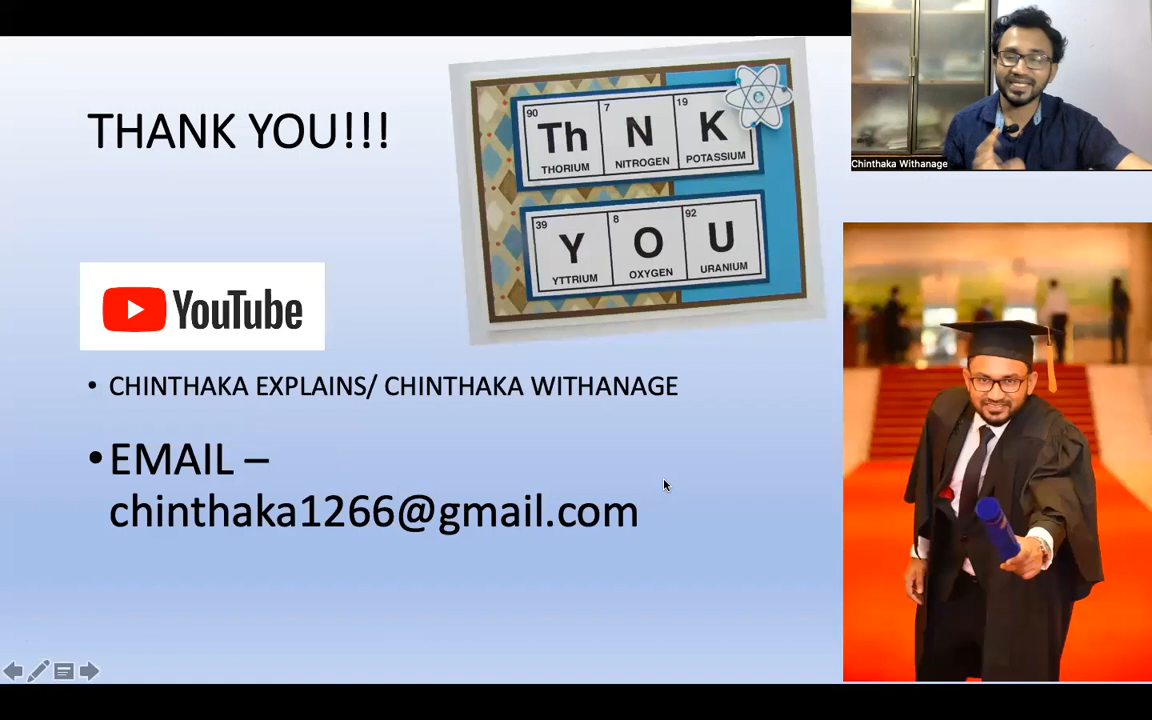 THANK YOU!!!
90
Th
THORIUM
7
N
NITROGEN
19
K
POTASSIUM
39
Y
YTTRIUM
8
O
OXYGEN
92
U
URANIUM
Chinthaka Withanage
YouTube
• CHINTHAKA EXPLAINS/ CHINTHAKA WITHANAGE
• EMAIL –
chinthaka1266@gmail.com